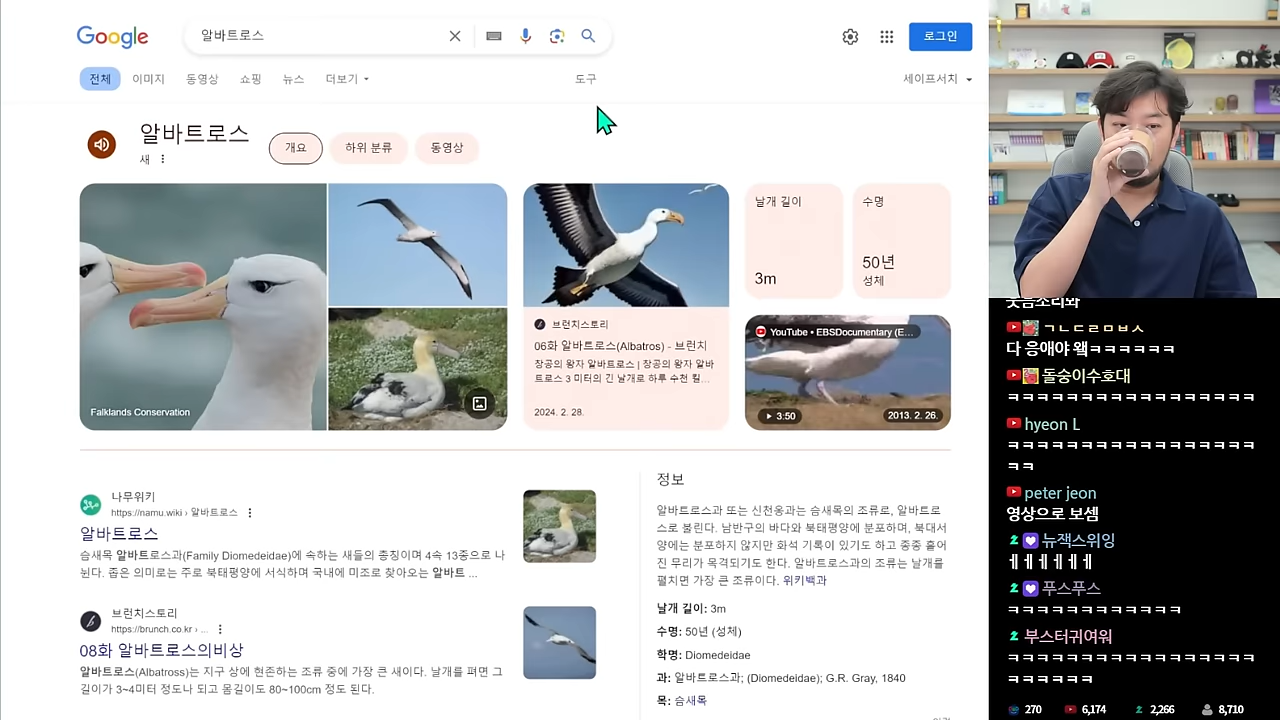 Google
알바트로스
로그인
전체
이미지
동영상
쇼핑
뉴스
더보기
도구
세이프서치
알바트로스
새
개요
하위 분류
동영상
Falklands Conservation
브런치스토리
06화 알바트로스(Albatros) - 브런치
창공의 왕자 알바트로스 | 창공의 왕자 알바
트로스 3 미터의 긴 날개로 하루 수천 킬...
2024. 2. 28.
날개 길이
3m
수명
50년
성체
YouTube • EBSDocumentary (E...
3:50
2013. 2. 26.
나무위키
https://namu.wiki › 알바트로스
알바트로스
슴새목 알바트로스과(Family Diomedeidae)에 속하는 새들의 총칭이며 4속 13종으로 나
뉜다. 좁은 의미로는 주로 북태평양에 서식하며 국내에 미조로 찾아오는 알바트 ...
브런치스토리
https://brunch.co.kr › ...
08화 알바트로스의비상
알바트로스(Albatross)는 지구 상에 현존하는 조류 중에 가장 큰 새이다. 날개를 펴면 그
길이가 3~4미터 정도나 되고 몸길이도 80~100cm 정도 된다.
정보
알바트로스과 또는 신천옹과는 슴새목의 조류로, 알바트로
스로 불린다. 남반구의 바다와 북태평양에 분포하며, 북대서
양에는 분포하지 않지만 화석 기록이 있기도 하고 종종 흩어
진 무리가 목격되기도 한다. 알바트로스과의 조류는 날개를
펼치면 가장 큰 조류이다. 위키백과
날개 길이: 3m
수명: 50년 (성체)
학명: Diomedeidae
과: 알바트로스과; (Diomedeidae); G.R. Gray, 1840
목: 슴새목
웃음소리와
ㄱㄴㄷㄹㅁㅂㅅ
다 응애야 왝ㅋㅋㅋㅋㅋㅋ
돌숭이수호대
ㅋㅋㅋㅋㅋㅋㅋㅋㅋㅋㅋㅋㅋㅋㅋㅋㅋ
hyeon L
ㅋㅋㅋㅋㅋㅋㅋㅋㅋㅋㅋㅋㅋㅋㅋㅋㅋ
ㅋㅋ
peter jeon
영상으로 보셈
뉴잭스위잉
ㅔㅔㅔㅔㅔㅔ
푸스푸스
ㅋㅋㅋㅋㅋㅋㅋㅋㅋㅋㅋㅋ
부스터귀여워
ㅋㅋㅋㅋㅋㅋㅋㅋㅋㅋㅋㅋㅋㅋㅋㅋㅋ
ㅋㅋㅋㅋㅋㅋ
270
6,174
2,266
8,710